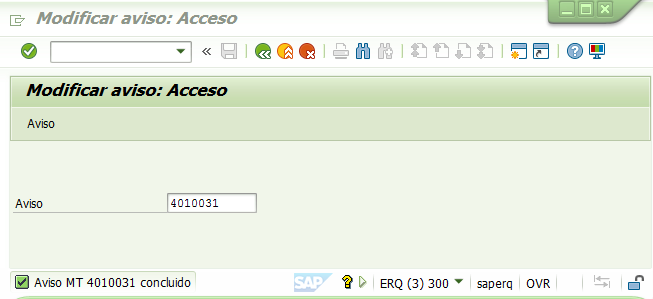 Modificar aviso: Acceso
Modificar aviso: Acceso
Aviso
Aviso 4010031
Aviso MT 4010031 concluido SAP ERQ (3) 300 saperq OVR